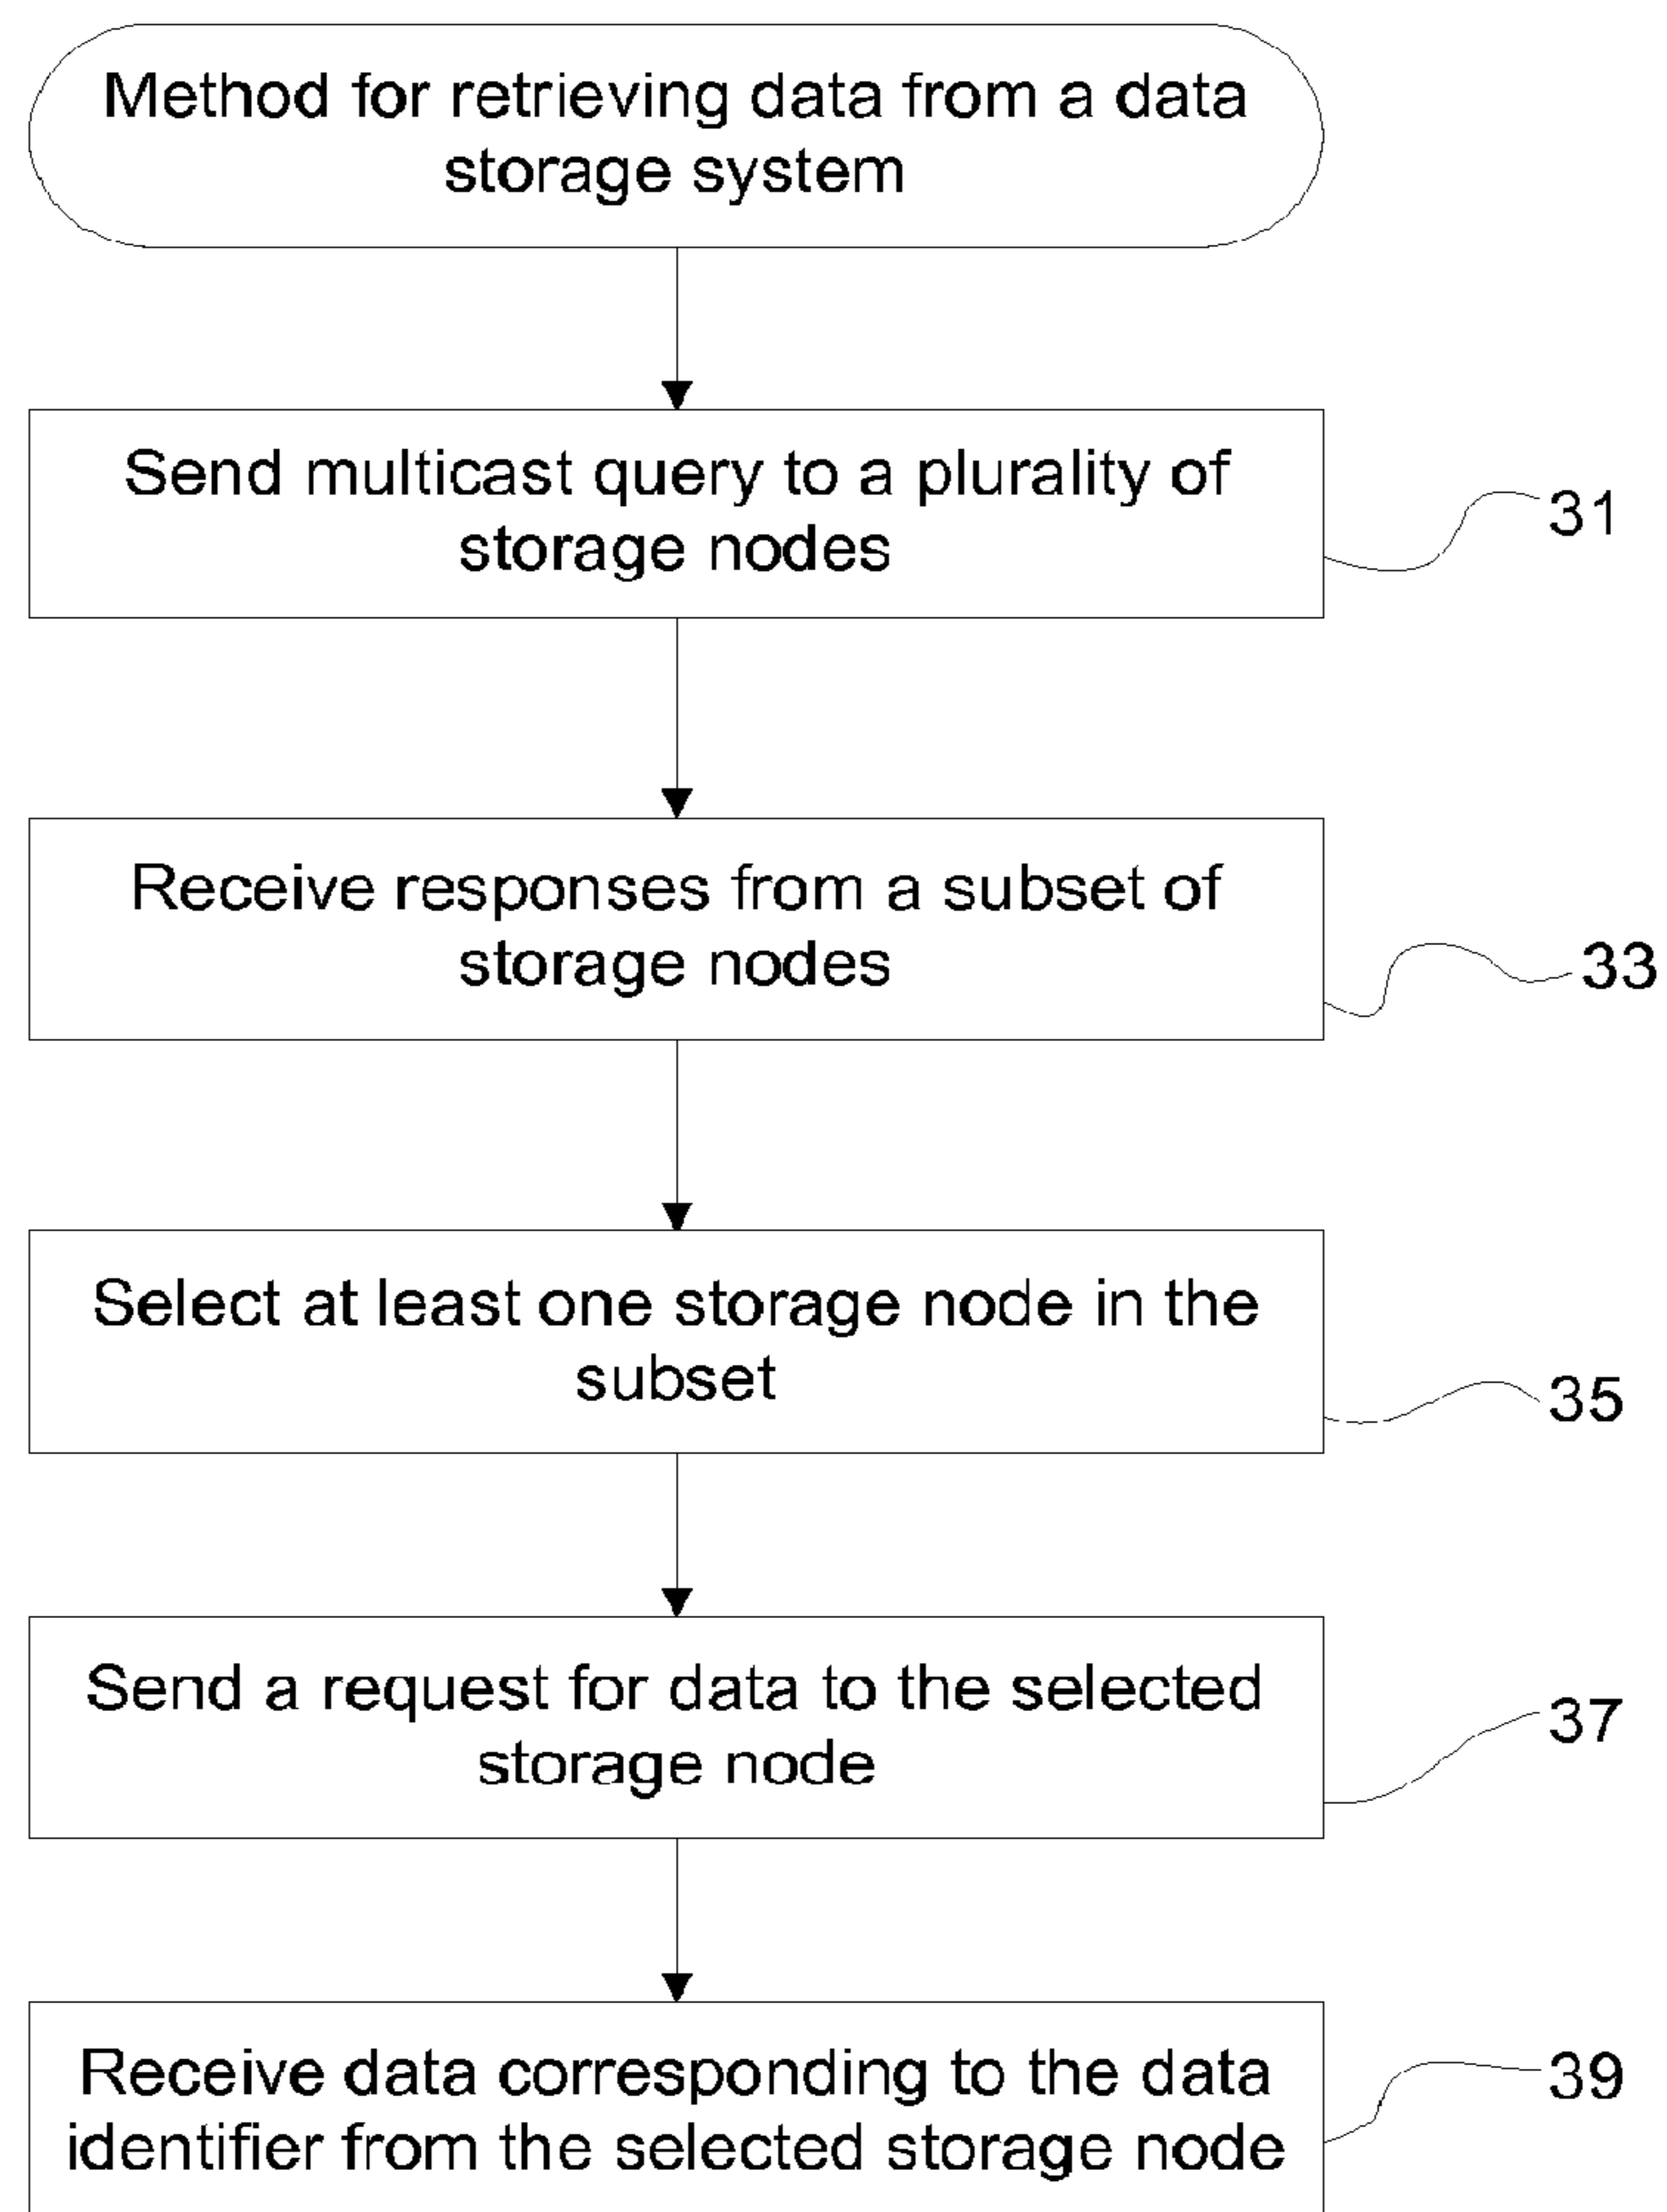 Method for retrieving data from a data
storage system
Send multicast query to a plurality of
storage nodes
31
Receive responses from a subset of
storage nodes
33
Select at least one storage node in the
subset
35
Send a request for data to the selected
storage node
37
Receive data corresponding to the data
identifier from the selected storage node
39